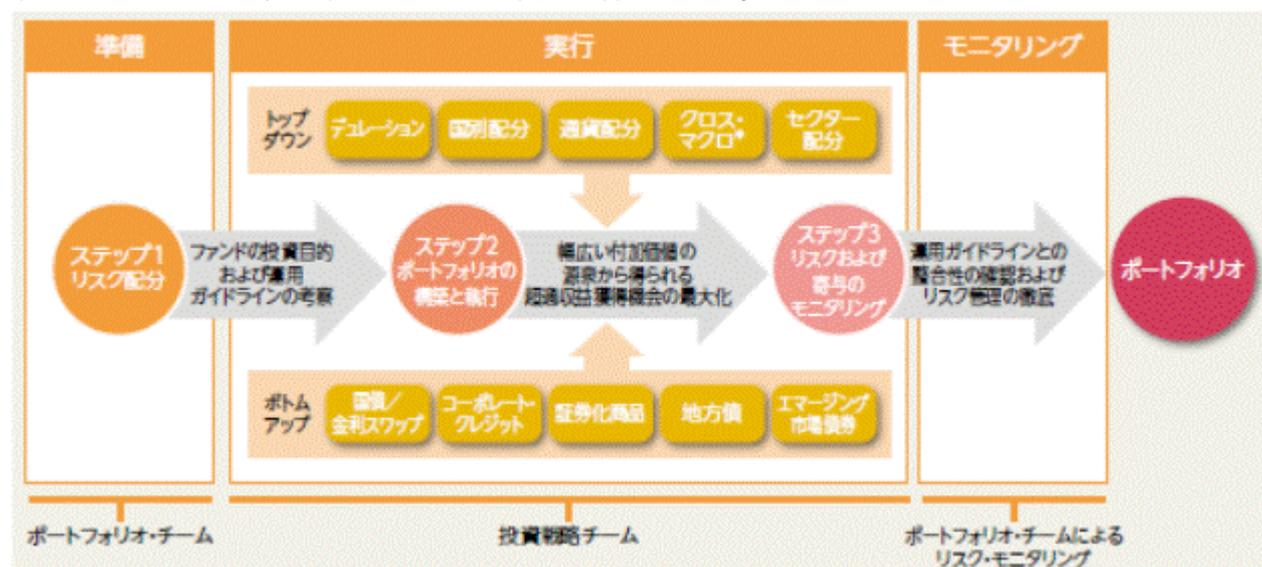 準備
実行
モニタリング
トップ
ダウン
デュレーション
国別配分
通貨配分
クロス・
マクロ*
セクター
配分
ステップ1
リスク配分
ファンドの投資目的
および運用
ガイドラインの考察
ステップ2
ポートフォリオの
構築と執行
幅広い付加価値の
源泉から得られる
超過収益獲得機会の最大化
ステップ3
リスクおよび
寄与の
モニタリング
運用ガイドラインとの
整合性の確認および
リスク管理の徹底
ポートフォリオ
ボトム
アップ
国債/
金利スワップ
コーポレート・
クレジット
証券化商品
地方債
エマージング
市場債券
ポートフォリオ・チーム
投資戦略チーム
ポートフォリオ・チームによる
リスク・モニタリング